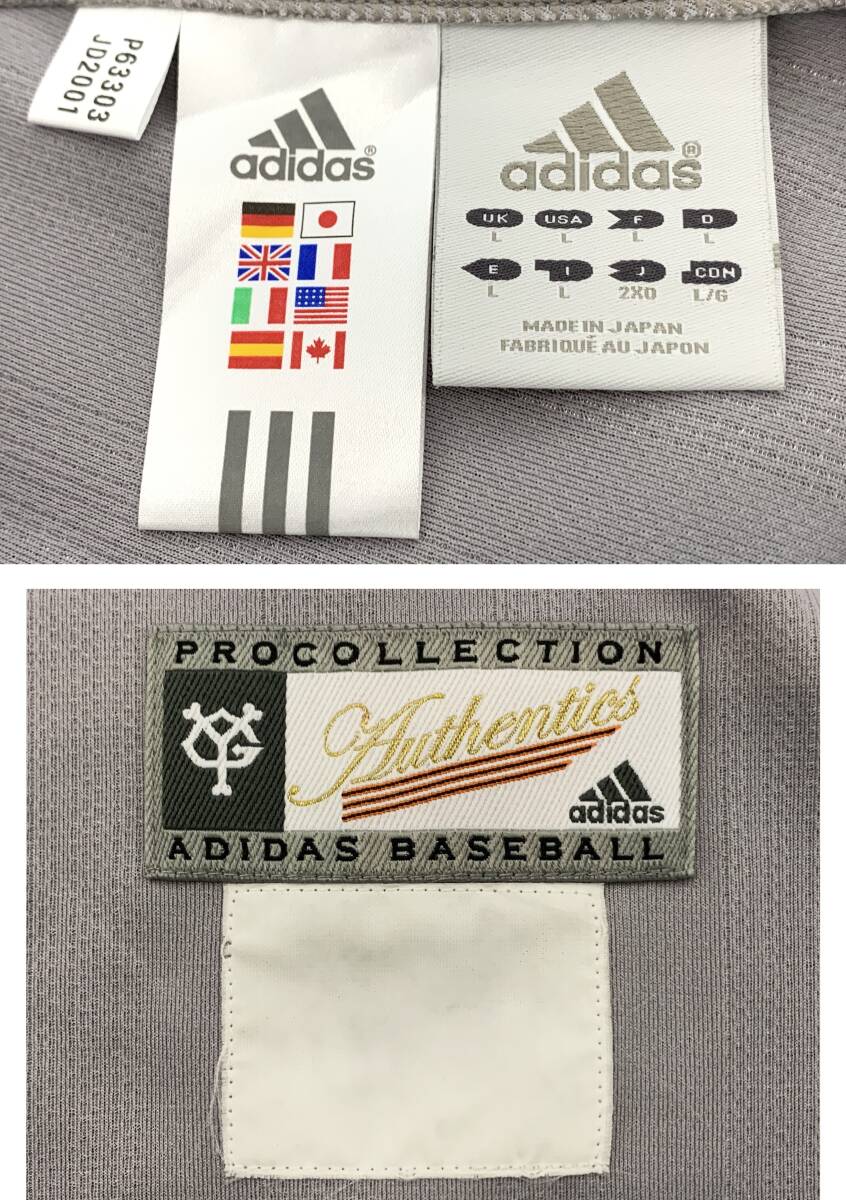 P63303
JD2001
adidas®
adidas®
UK USA F D
L L L L
E I J CDN
L L 2XO L/G
MADE IN JAPAN
FABRIQUÉ AU JAPON
PROCOLLECTION
YG
Authentics
adidas
ADIDAS BASEBALL